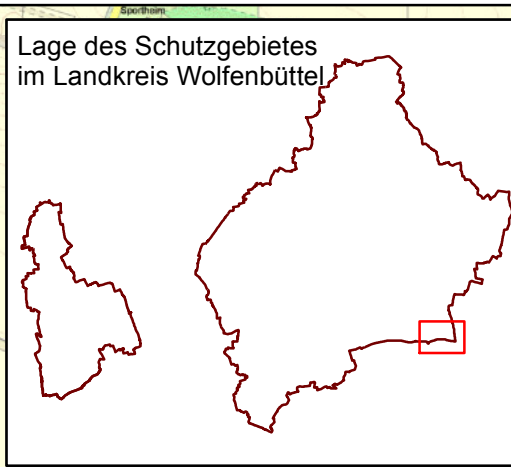 Sportheim
Lage des Schutzgebietes
im Landkreis Wolfenbüttel